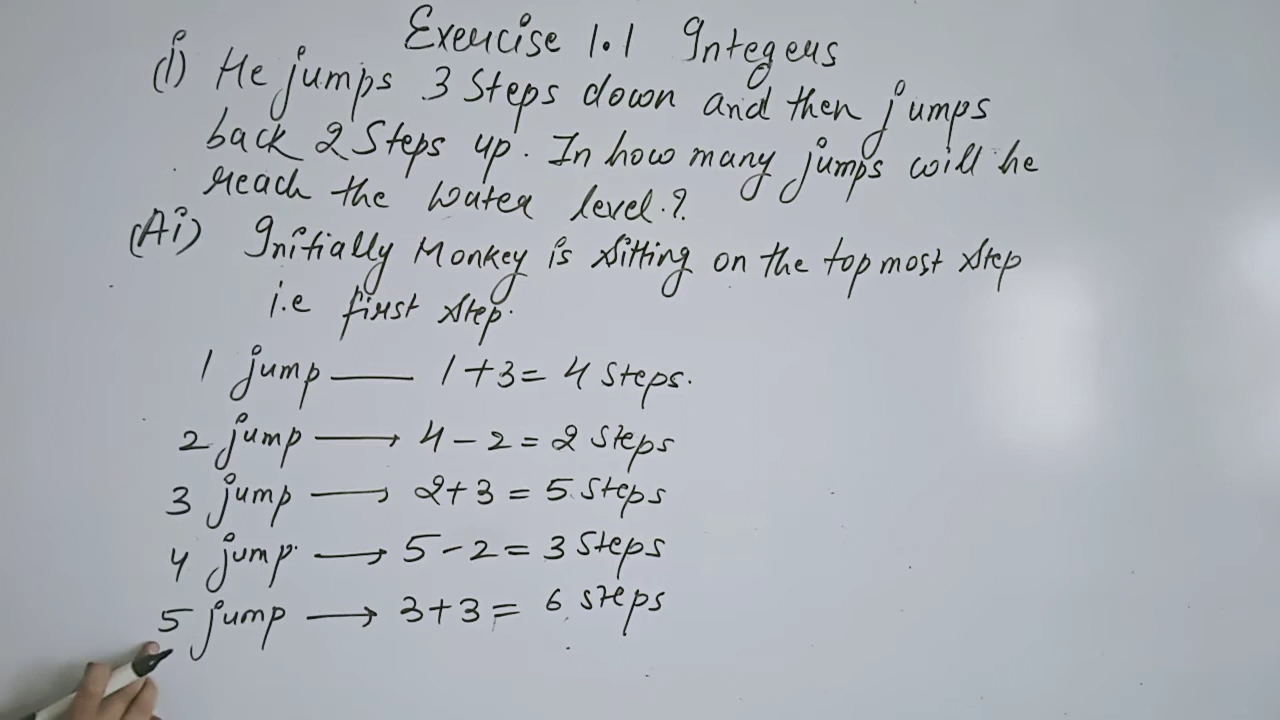 Exercise 1.1 Integers
(i) He jumps 3 Steps down and then jumps
back 2 Steps up. In how many jumps will he
reach the water level.?
(Ai) Initially Monkey is sitting on the top most step
i.e first step.
1 jump — 1+3 = 4 steps.
2 jump → 4-2 = 2 steps
3 jump → 2+3 = 5 steps
4 jump → 5-2 = 3 steps
5 jump → 3+3 = 6 steps